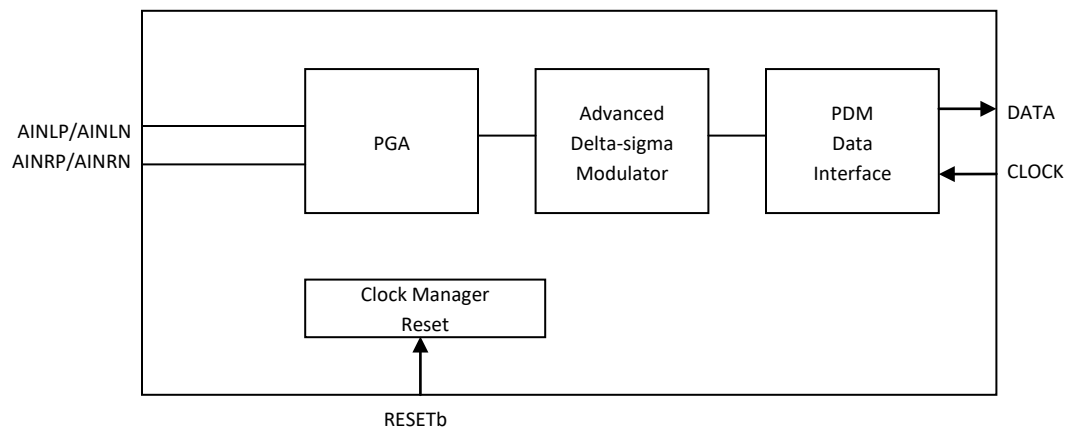 AINLP/AINLN
AINRP/AINRN
PGA
Advanced
Delta-sigma
Modulator
PDM
Data
Interface
DATA
CLOCK
Clock Manager
Reset
RESETb